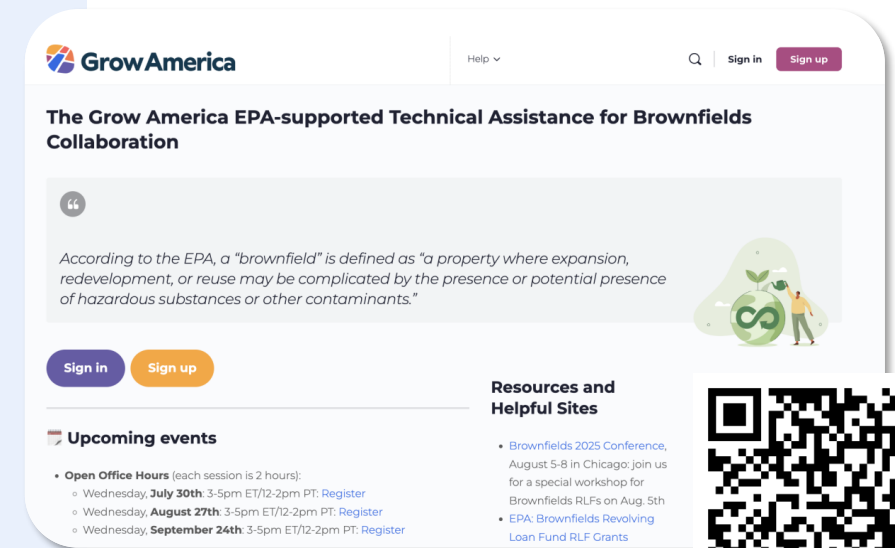 GrowAmerica
Help
Sign in
Sign up
The Grow America EPA-supported Technical Assistance for Brownfields
Collaboration
According to the EPA, a “brownfield” is defined as “a property where expansion,
redevelopment, or reuse may be complicated by the presence or potential presence
of hazardous substances or other contaminants.”
Sign in
Sign up
Upcoming events
Open Office Hours (each session is 2 hours):
Wednesday, July 30th: 3-5pm ET/12-2pm PT: Register
Wednesday, August 27th: 3-5pm ET/12-2pm PT: Register
Wednesday, September 24th: 3-5pm ET/12-2pm PT: Register
Resources and
Helpful Sites
Brownfields 2025 Conference,
August 5-8 in Chicago: join us
for a special workshop for
Brownfields RLFs on Aug. 5th
EPA: Brownfields Revolving
Loan Fund RLF Grants